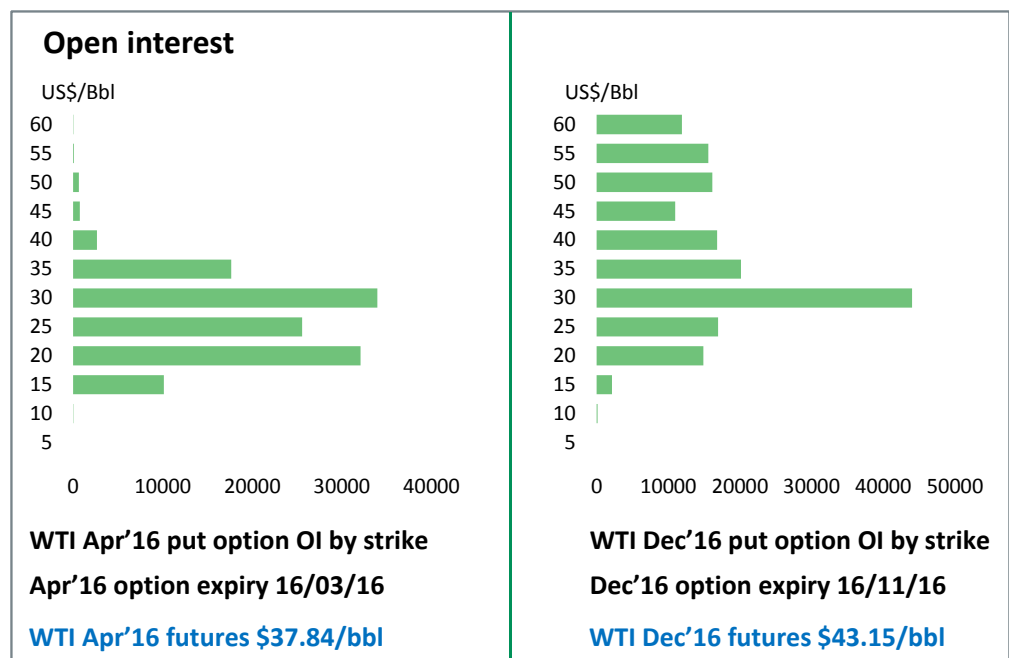 Open interest
US$/Bbl
60
55
50
45
40
35
30
25
20
15
10
5
0 10000 20000 30000 40000
WTI Apr’16 put option OI by strike
Apr’16 option expiry 16/03/16
WTI Apr’16 futures $37.84/bbl
US$/Bbl
60
55
50
45
40
35
30
25
20
15
10
5
0 10000 20000 30000 40000 50000
WTI Dec’16 put option OI by strike
Dec’16 option expiry 16/11/16
WTI Dec’16 futures $43.15/bbl